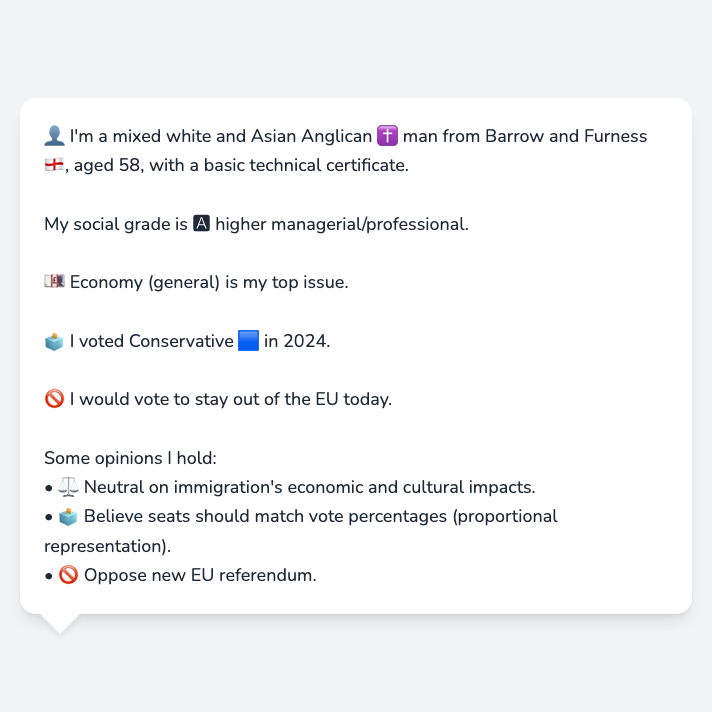 👤 I'm a mixed white and Asian Anglican ✝️ man from Barrow and Furness
🏴󠁧󠁢󠁥󠁮󠁧󠁿, aged 58, with a basic technical certificate.
My social grade is 🅰 higher managerial/professional.
💷 Economy (general) is my top issue.
🗳️ I voted Conservative 🟦 in 2024.
🚫 I would vote to stay out of the EU today.
Some opinions I hold:
• ⚖️ Neutral on immigration's economic and cultural impacts.
• 🗳️ Believe seats should match vote percentages (proportional
representation).
• 🚫 Oppose new EU referendum.